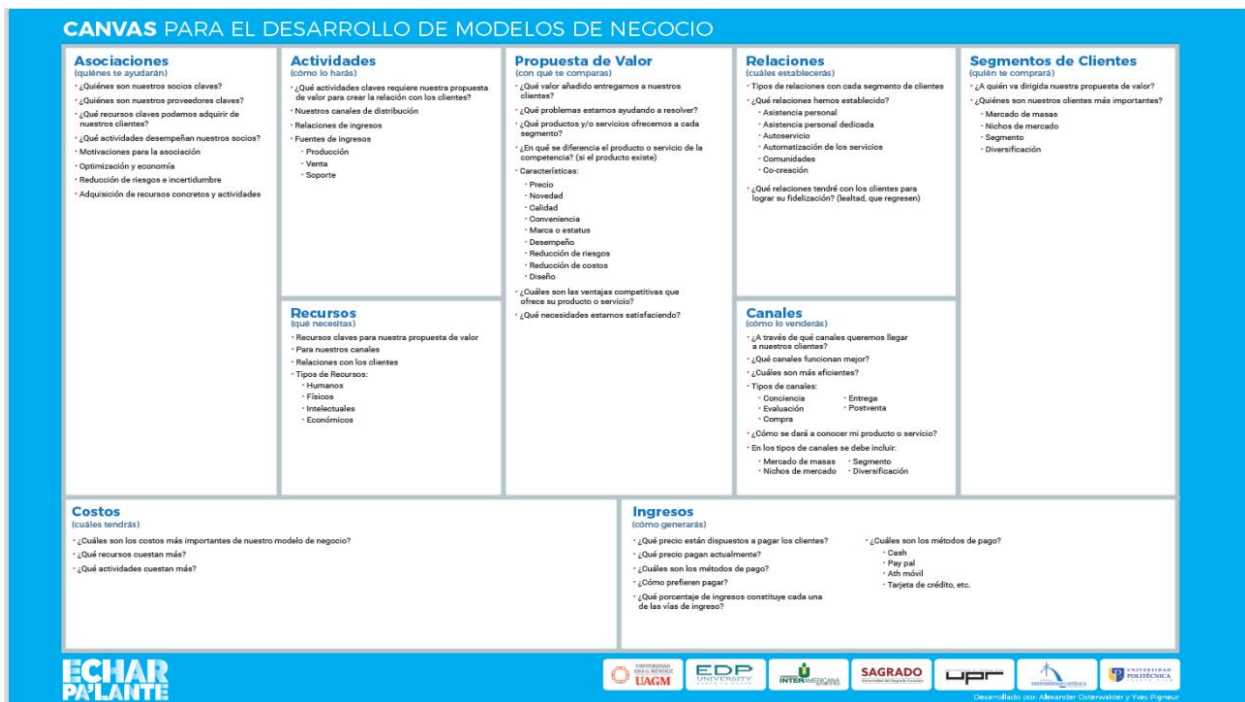 CANVAS PARA EL DESARROLLO DE MODELOS DE NEGOCIO
Asociaciones
(quiénes te ayudarán)
· ¿Quiénes son nuestros socios claves?
· ¿Quiénes son nuestros proveedores claves?
· ¿Qué recursos claves podemos adquirir de
nuestros clientes?
· ¿Qué actividades desempeñan nuestros socios?
· Motivaciones para la asociación
· Optimización y economía
· Reducción de riesgos e incertidumbre
· Adquisición de recursos concretos y actividades
Actividades
(cómo lo harás)
· ¿Qué actividades claves requiere nuestra propuesta
de valor para crear la relación con los clientes?
· Nuestros canales de distribución
· Relaciones de ingresos
· Fuentes de ingresos
· Producción
· Venta
· Soporte
Recursos
(qué necesitas)
· Recursos claves para nuestra propuesta de valor
· Para nuestros canales
· Relaciones con los clientes
· Tipos de Recursos:
· Humanos
· Físicos
· Intelectuales
· Económicos
Propuesta de Valor
(con qué te comparas)
· ¿Qué valor añadido entregamos a nuestros
clientes?
· ¿Qué problemas estamos ayudando a resolver?
· ¿Qué productos y/o servicios ofrecemos a cada
segmento?
· ¿En qué se diferencia el producto o servicio de la
competencia? (si el producto existe)
· Características:
· Precio
· Novedad
· Calidad
· Conveniencia
· Marca o estatus
· Desempeño
· Reducción de riesgos
· Reducción de costos
· Diseño
· ¿Cuáles son las ventajas competitivas que
ofrece su producto o servicio?
· ¿Qué necesidades estamos satisfaciendo?
Relaciones
(cuáles establecerás)
· Tipos de relaciones con cada segmento de clientes
· ¿Qué relaciones hemos establecido?
· Asistencia personal
· Asistencia personal dedicada
· Autoservicio
· Automatización de los servicios
· Comunidades
· Co-creación
· ¿Qué relaciones tendré con los clientes para
lograr su fidelización? (lealtad, que regresen)
Canales
(cómo lo venderás)
· ¿A través de qué canales queremos llegar
a nuestros clientes?
· ¿Qué canales funcionan mejor?
· ¿Cuáles son más eficientes?
· Tipos de canales:
· Conciencia · Entrega
· Evaluación · Postventa
· Compra
· ¿Cómo se dará a conocer mi producto o servicio?
· En los tipos de canales se debe incluir:
· Mercado de masas · Segmento
· Nichos de mercado · Diversificación
Segmentos de Clientes
(quién te comprará)
· ¿A quién va dirigida nuestra propuesta de valor?
· ¿Quiénes son nuestros clientes más importantes?
· Mercado de masas
· Nichos de mercado
· Segmento
· Diversificación
Costos
(cuáles tendrás)
· ¿Cuáles son los costos más importantes de nuestro modelo de negocio?
· ¿Qué recursos cuestan más?
· ¿Qué actividades cuestan más?
Ingresos
(cómo generarás)
· ¿Qué precio están dispuestos a pagar los clientes?
· ¿Qué precio pagan actualmente?
· ¿Cuáles son los métodos de pago?
· ¿Cómo prefieren pagar?
· ¿Qué porcentaje de ingresos constituye cada una
de las vías de ingreso?
· ¿Cuáles son los métodos de pago?
· Cash
· Pay pal
· Ath móvil
· Tarjeta de crédito, etc.
ECHAR
PA'LANTE
UAGM
EDP
UNIVERSITY
INTERAMERICANA
SAGRADO
upr
UNIVERSIDAD
POLITÉCNICA
Desarrollado por: Alexander Osterwalder y Yves Pigneur